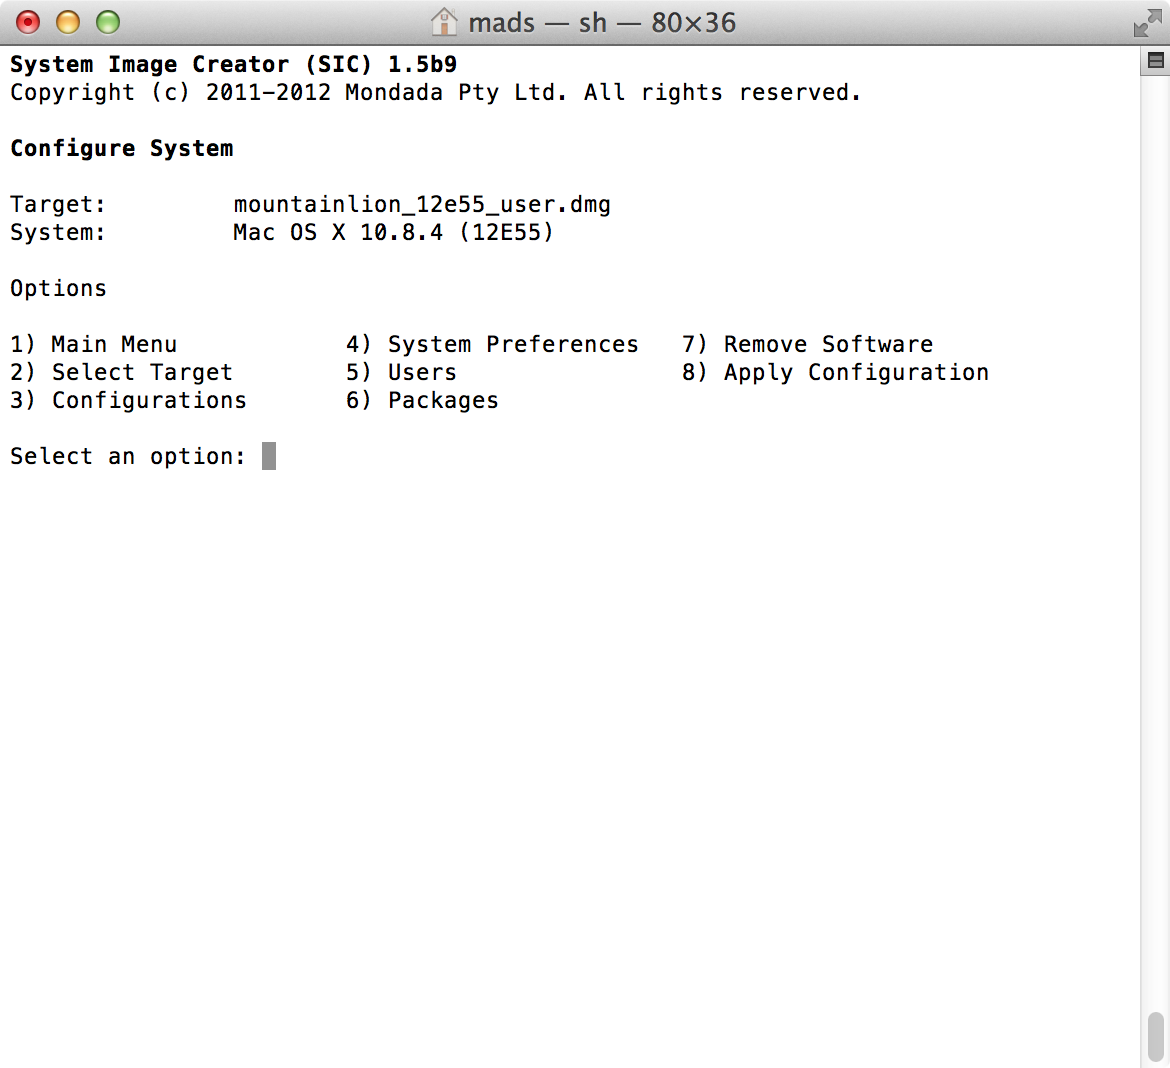 mads — sh — 80×36
System Image Creator (SIC) 1.5b9
Copyright (c) 2011-2012 Mondada Pty Ltd. All rights reserved.
Configure System
Target: mountainlion_12e55_user.dmg
System: Mac OS X 10.8.4 (12E55)
Options
1) Main Menu 4) System Preferences 7) Remove Software
2) Select Target 5) Users 8) Apply Configuration
3) Configurations 6) Packages
Select an option: